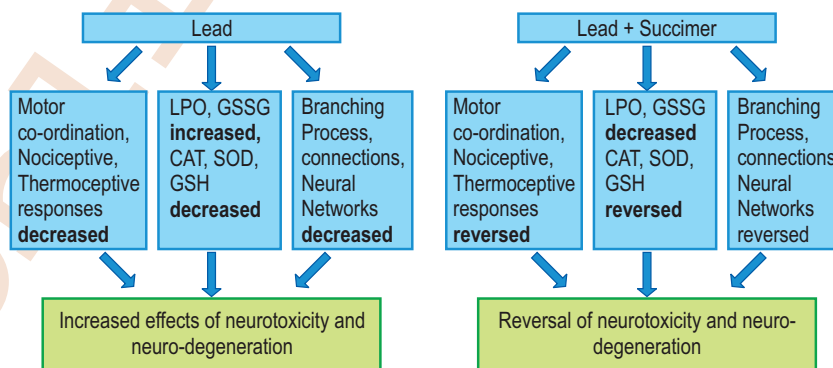 Lead
Motor
co-ordination,
Nociceptive,
Thermoceptive
responses
decreased
LPO, GSSG
increased,
CAT, SOD,
GSH
decreased
Branching
Process,
connections,
Neural
Networks
decreased
Increased effects of neurotoxicity and
neuro-degeneration
Lead + Succimer
Motor
co-ordination,
Nociceptive,
Thermoceptive
responses
reversed
LPO, GSSG
decreased
CAT, SOD,
GSH
reversed
Branching
Process,
connections,
Neural
Networks
reversed
Reversal of neurotoxicity and neuro-
degeneration